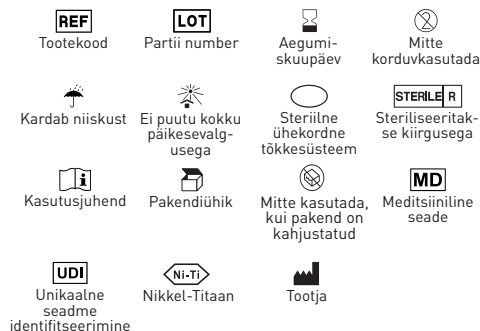 REF
Tootekood
LOT
Partii number
Aegumi-
skuupäev
Mitte
korduvkasutada
Kardab niiskust
Ei puutu kokku
päikesevalg-
usega
Steriilne
ühekordne
tõkkesüsteem
STERILE R
Steriliseeritak-
se kiirgusega
Kasutusjuhend
Pakendiühik
Mitte kasutada,
kui pakend on
kahjustatud
MD
Meditsiiniline
seade
UDI
Unikaalne
seadme
identifitseerimine
Ni-Ti
Nikkel-Titaan
Tootja